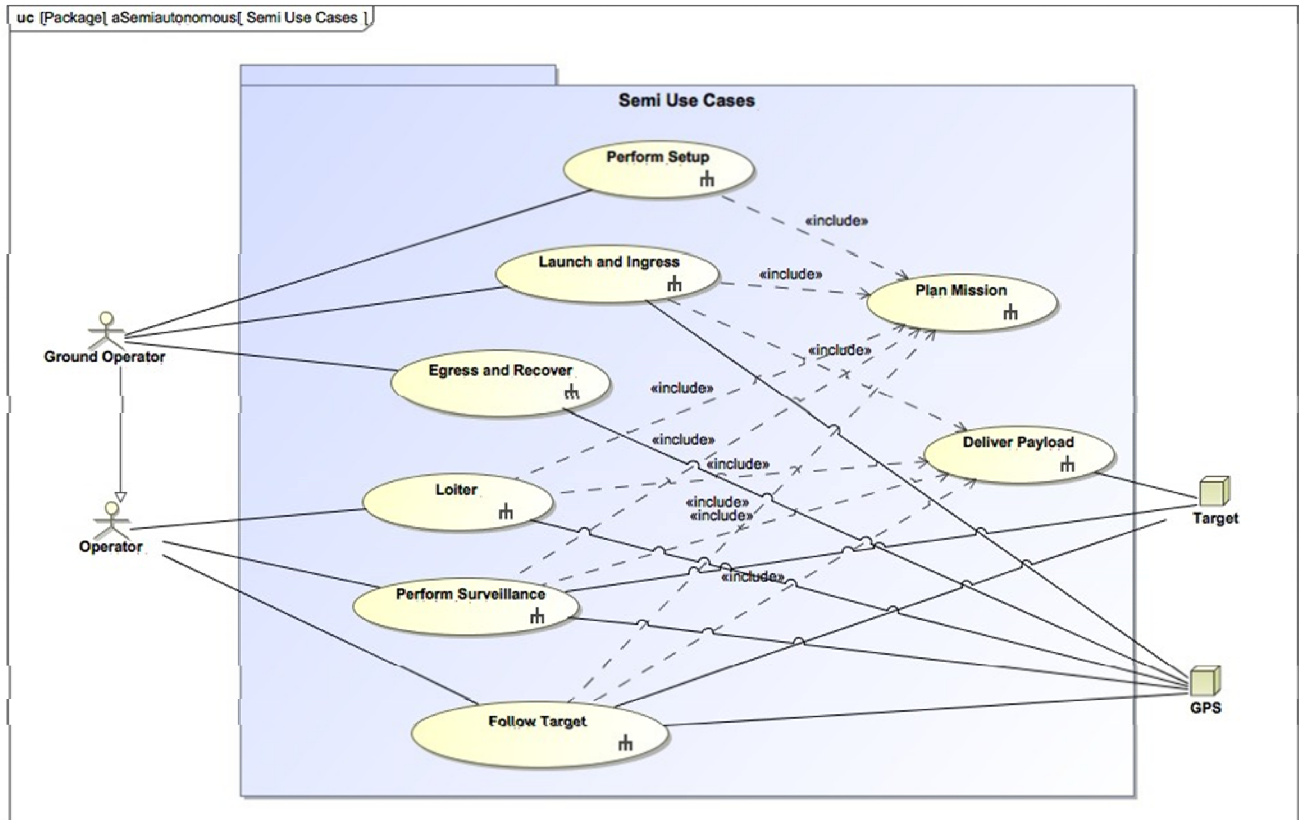 uc [Package[ aSemiautonomous[ Semi Use Cases ]
Semi Use Cases
Perform Setup
«include»
Launch and Ingress
«include»
Plan Mission
Ground Operator
«include»
Egress and Recover
«include»
«include»
Deliver Payload
«include»
Loiter
«include»
«include»
Target
Operator
«include»
Perform Surveillance
GPS
Follow Target